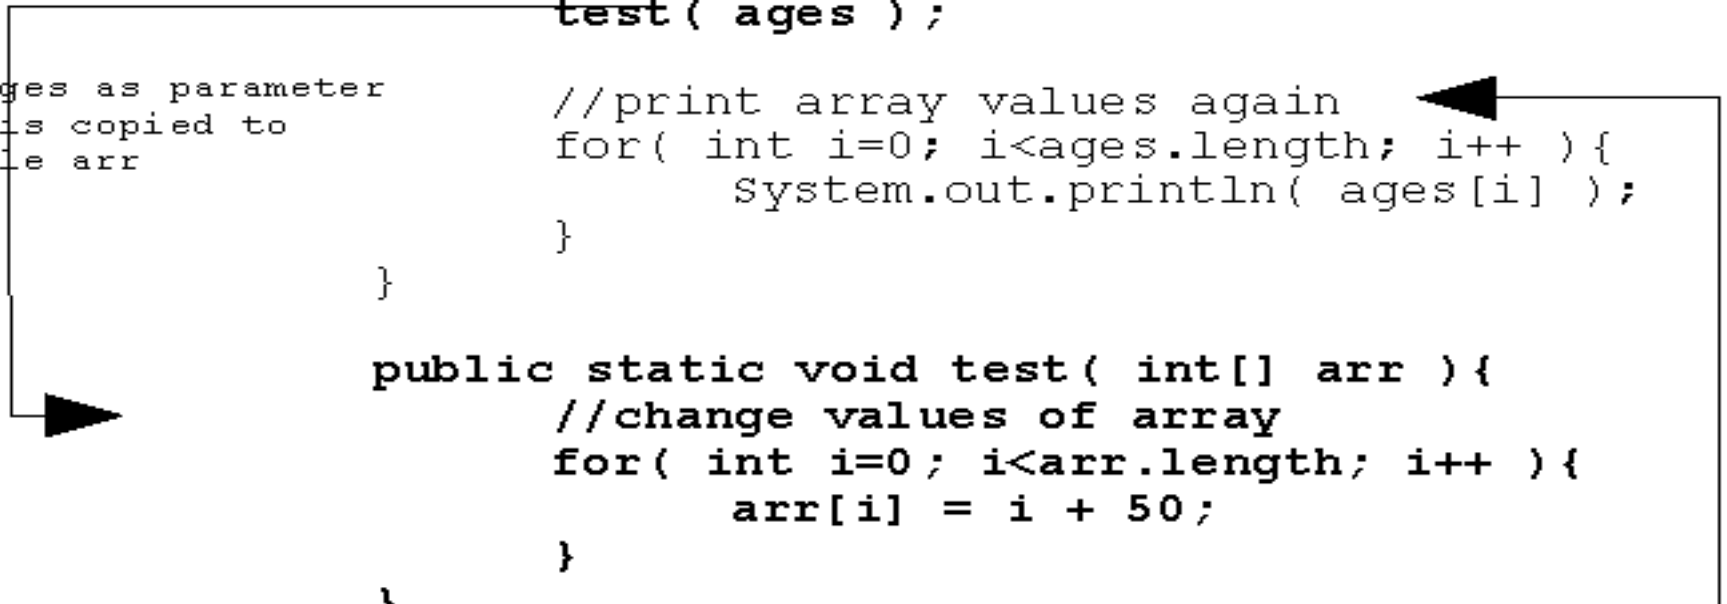 test( ages );
ges as parameter
is copied to
le arr
//print array values again
for( int i=0; i<ages.length; i++ ){
System.out.println( ages[i] );
}
}
public static void test( int[] arr ){
//change values of array
for( int i=0; i<arr.length; i++ ){
arr[i] = i + 50;
}
}